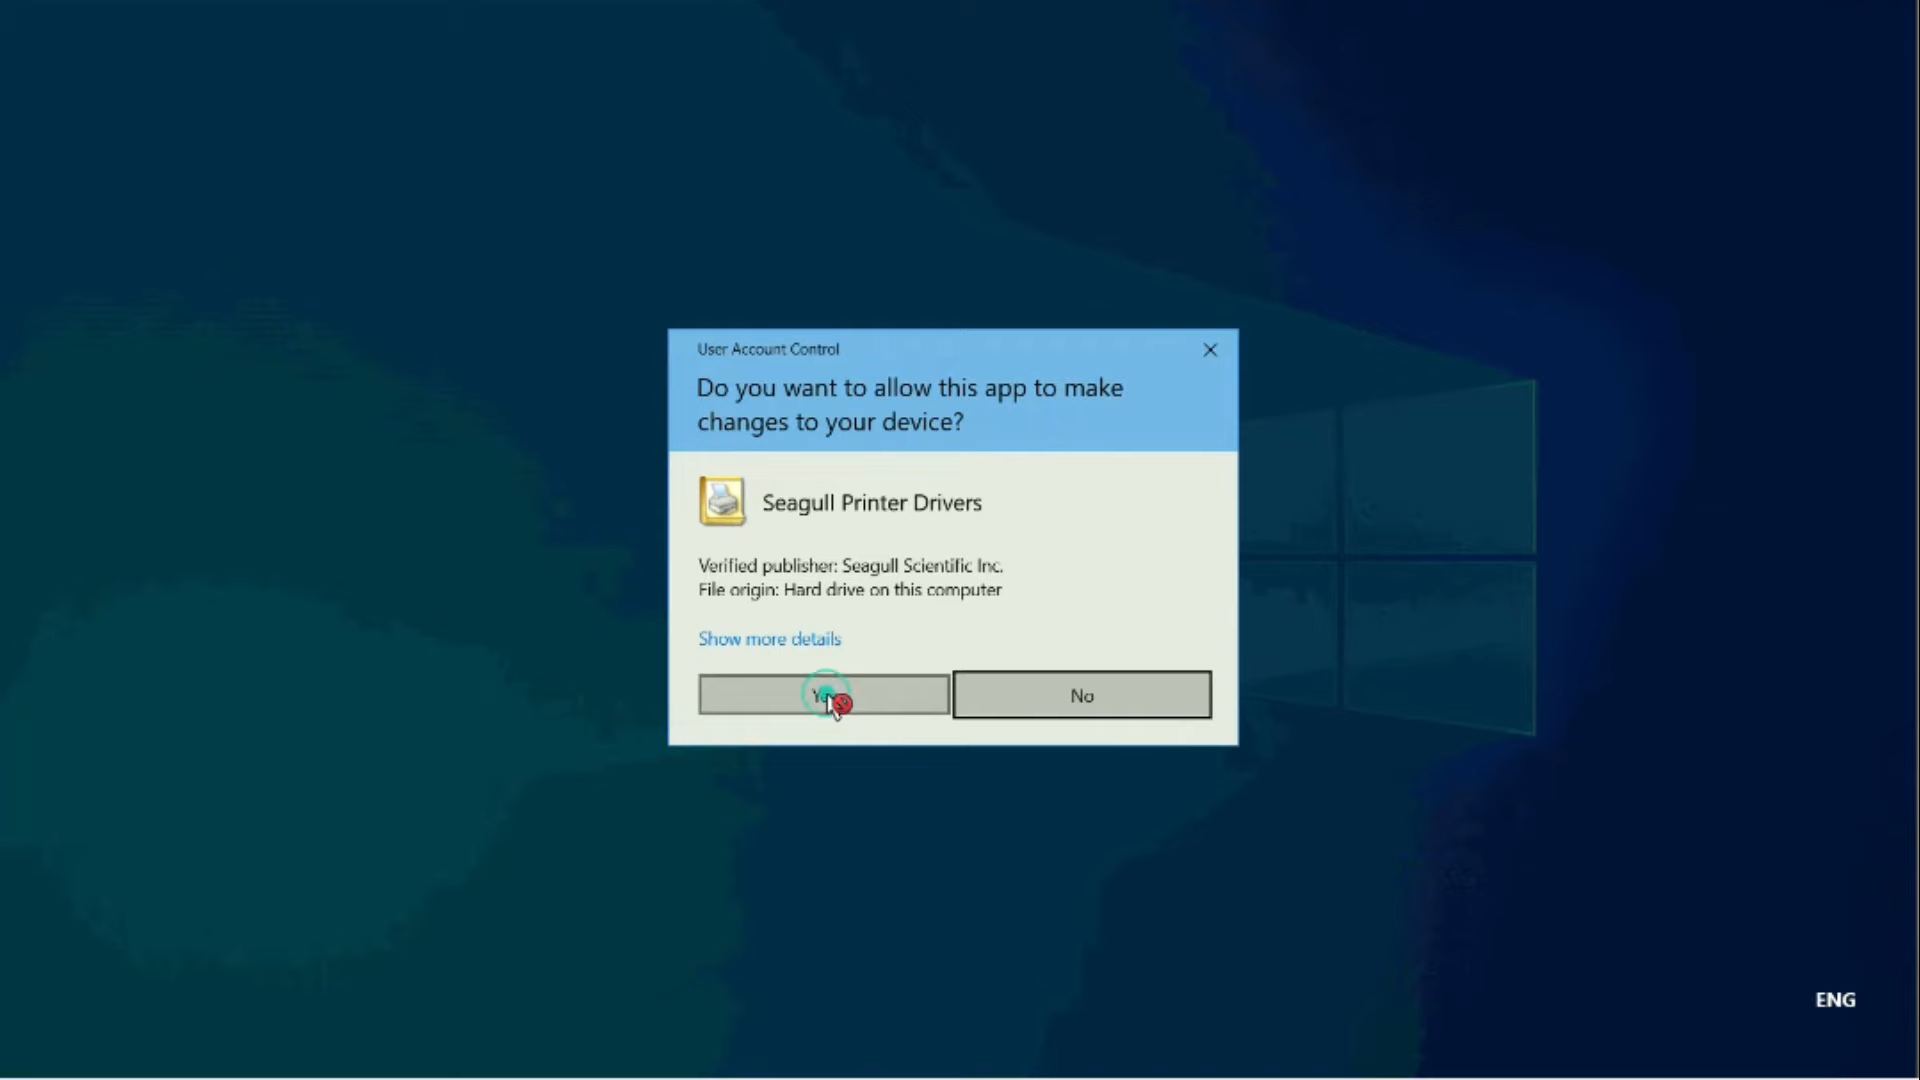 User Account Control
Do you want to allow this app to make
changes to your device?
Seagull Printer Drivers
Verified publisher: Seagull Scientific Inc.
File origin: Hard drive on this computer
Show more details
No
ENG